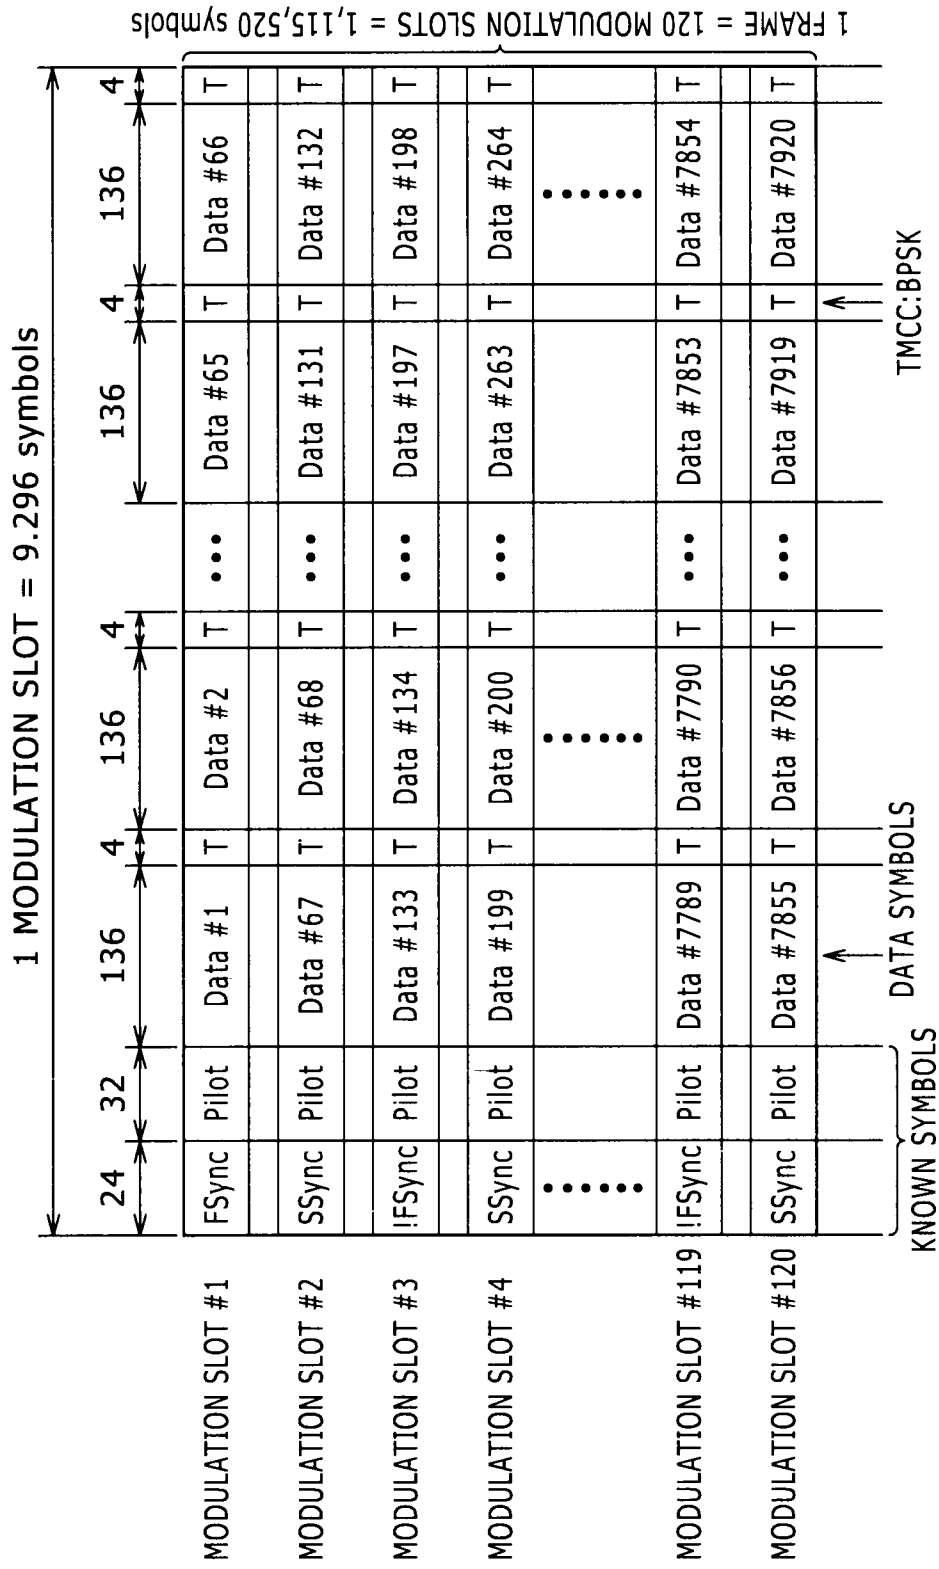 1 MODULATION SLOT = 9.296 symbols
24 32 136 4 136 4 136 4 136 4
MODULATION SLOT #1 FSync Pilot Data #1 T Data #2 T ••• Data #65 T Data #66 T
MODULATION SLOT #2 SSync Pilot Data #67 T Data #68 T ••• Data #131 T Data #132 T
MODULATION SLOT #3 !FSync Pilot Data #133 T Data #134 T ••• Data #197 T Data #198 T
MODULATION SLOT #4 SSync Pilot Data #199 T Data #200 T ••• Data #263 T Data #264 T
•••••• •••••• ••••••
MODULATION SLOT #119 !FSync Pilot Data #7789 T Data #7790 T ••• Data #7853 T Data #7854 T
MODULATION SLOT #120 SSync Pilot Data #7855 T Data #7856 T ••• Data #7919 T Data #7920 T
KNOWN SYMBOLS
DATA SYMBOLS
TMCC:BPSK
1 FRAME = 120 MODULATION SLOTS = 1,115,520 symbols